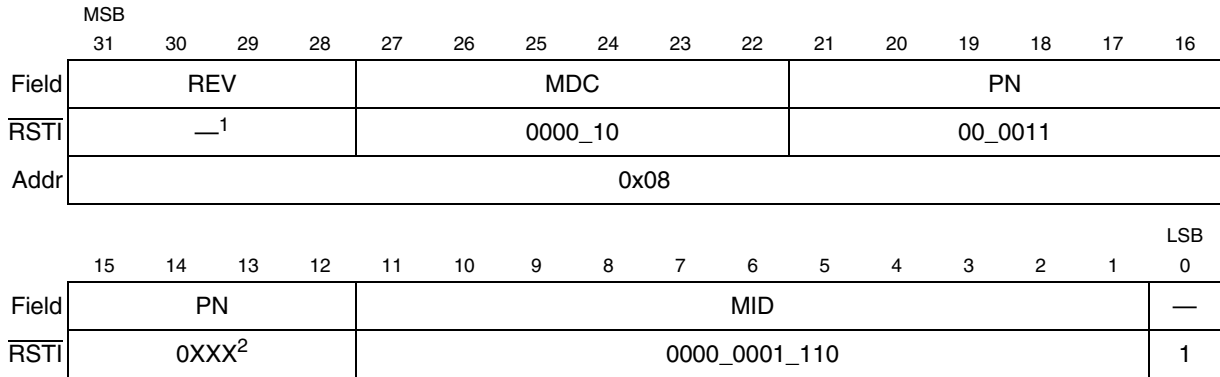 MSB
31 30 29 28 27 26 25 24 23 22 21 20 19 18 17 16
Field REV MDC PN
RSTI —1 0000_10 00_0011
Addr 0x08
LSB
15 14 13 12 11 10 9 8 7 6 5 4 3 2 1 0
Field PN MID —
RSTI 0XXX2 0000_0001_110 1